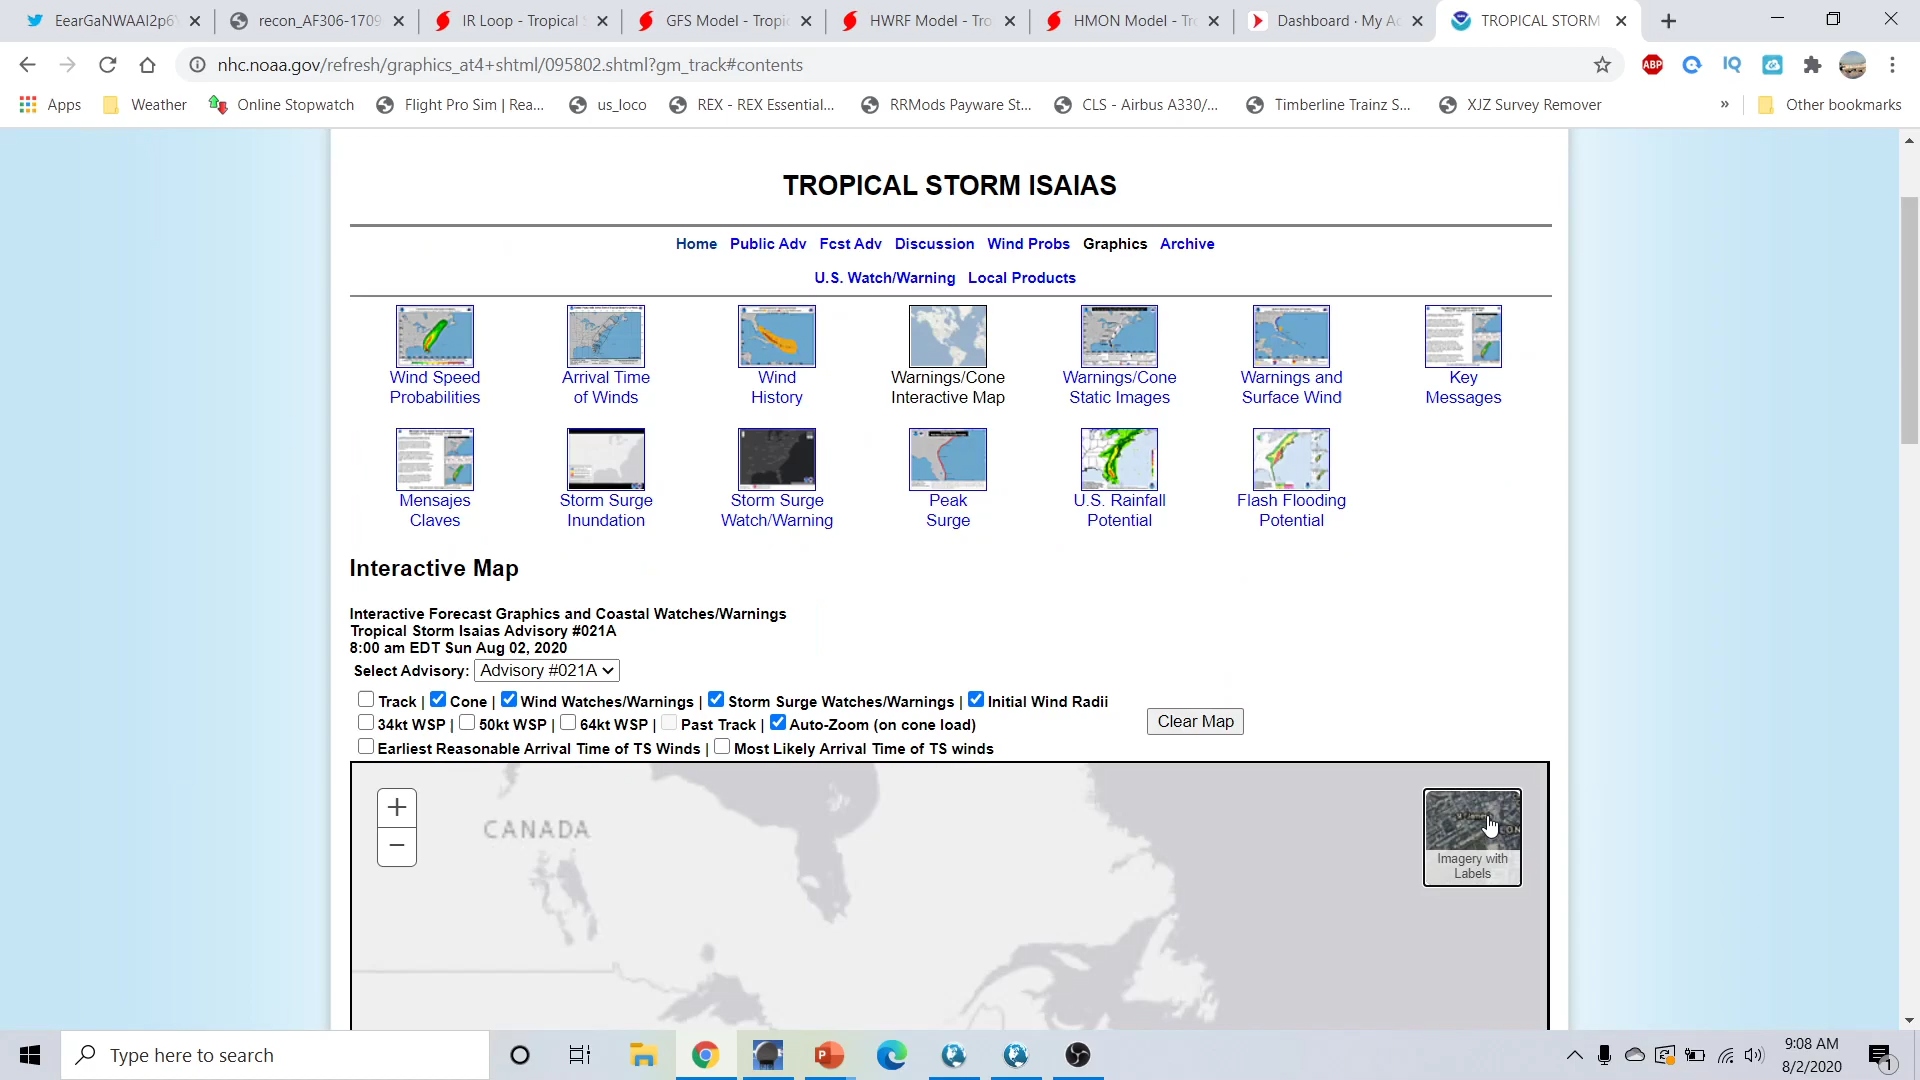 EearGaNWAAI2p6
recon_AF306-1709
IR Loop - Tropical
GFS Model - Tropic
HWRF Model - Tro
HMON Model - Tr
Dashboard · My Ac
TROPICAL STORM
nhc.noaa.gov/refresh/graphics_at4+shtml/095802.shtml?gm_track#contents
ABP
IQ
Apps
Weather
Online Stopwatch
Flight Pro Sim | Rea...
us_loco
REX - REX Essential...
RRMods Payware St...
CLS - Airbus A330/...
Timberline Trainz S...
XJZ Survey Remover
»
Other bookmarks
TROPICAL STORM ISAIAS
Home Public Adv Fcst Adv Discussion Wind Probs Graphics Archive
U.S. Watch/Warning Local Products
Wind Speed
Probabilities
Arrival Time
of Winds
Wind
History
Warnings/Cone
Interactive Map
Warnings/Cone
Static Images
Warnings and
Surface Wind
Key
Messages
Mensajes
Claves
Storm Surge
Inundation
Storm Surge
Watch/Warning
Peak
Surge
U.S. Rainfall
Potential
Flash Flooding
Potential
Interactive Map
Interactive Forecast Graphics and Coastal Watches/Warnings
Tropical Storm Isaias Advisory #021A
8:00 am EDT Sun Aug 02, 2020
Select Advisory: Advisory #021A
Track | Cone | Wind Watches/Warnings | Storm Surge Watches/Warnings | Initial Wind Radii
34kt WSP | 50kt WSP | 64kt WSP | Past Track | Auto-Zoom (on cone load)
Clear Map
Earliest Reasonable Arrival Time of TS Winds | Most Likely Arrival Time of TS winds
+
−
CANADA
Imagery with
Labels
Type here to search
9:08 AM
8/2/2020
1